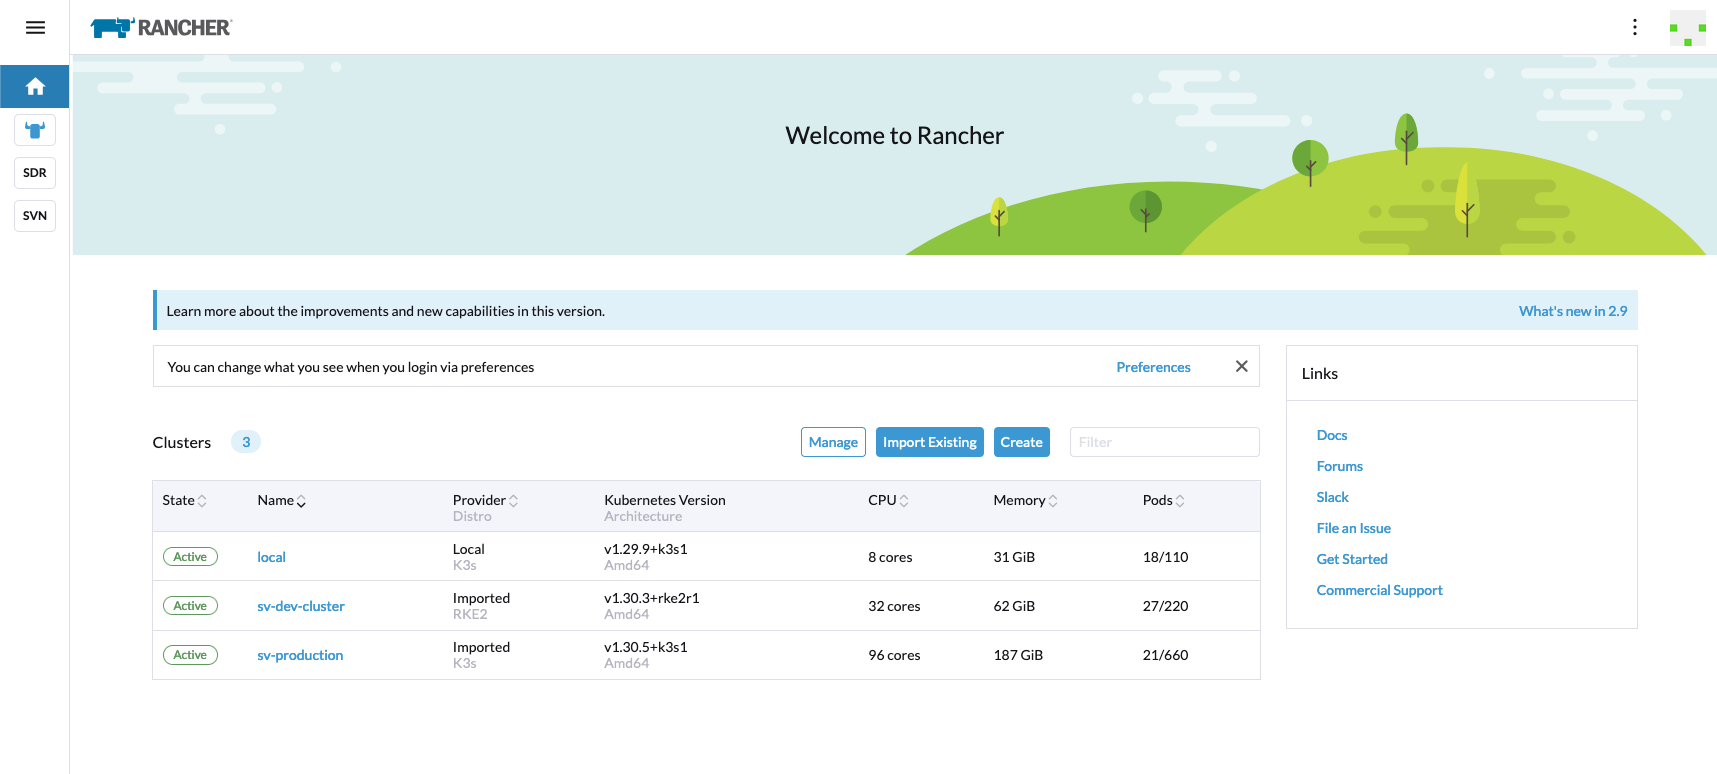 RANCHER
SDR
SVN
Welcome to Rancher
Learn more about the improvements and new capabilities in this version.
What's new in 2.9
You can change what you see when you login via preferences
Preferences
Links
Docs
Forums
Slack
File an Issue
Get Started
Commercial Support
Clusters 3
Manage Import Existing Create Filter
State Name Provider Kubernetes Version CPU Memory Pods
Distro Architecture
Active local Local v1.29.9+k3s1 8 cores 31 GiB 18/110
K3s Amd64
Active sv-dev-cluster Imported v1.30.3+rke2r1 32 cores 62 GiB 27/220
RKE2 Amd64
Active sv-production Imported v1.30.5+k3s1 96 cores 187 GiB 21/660
K3s Amd64